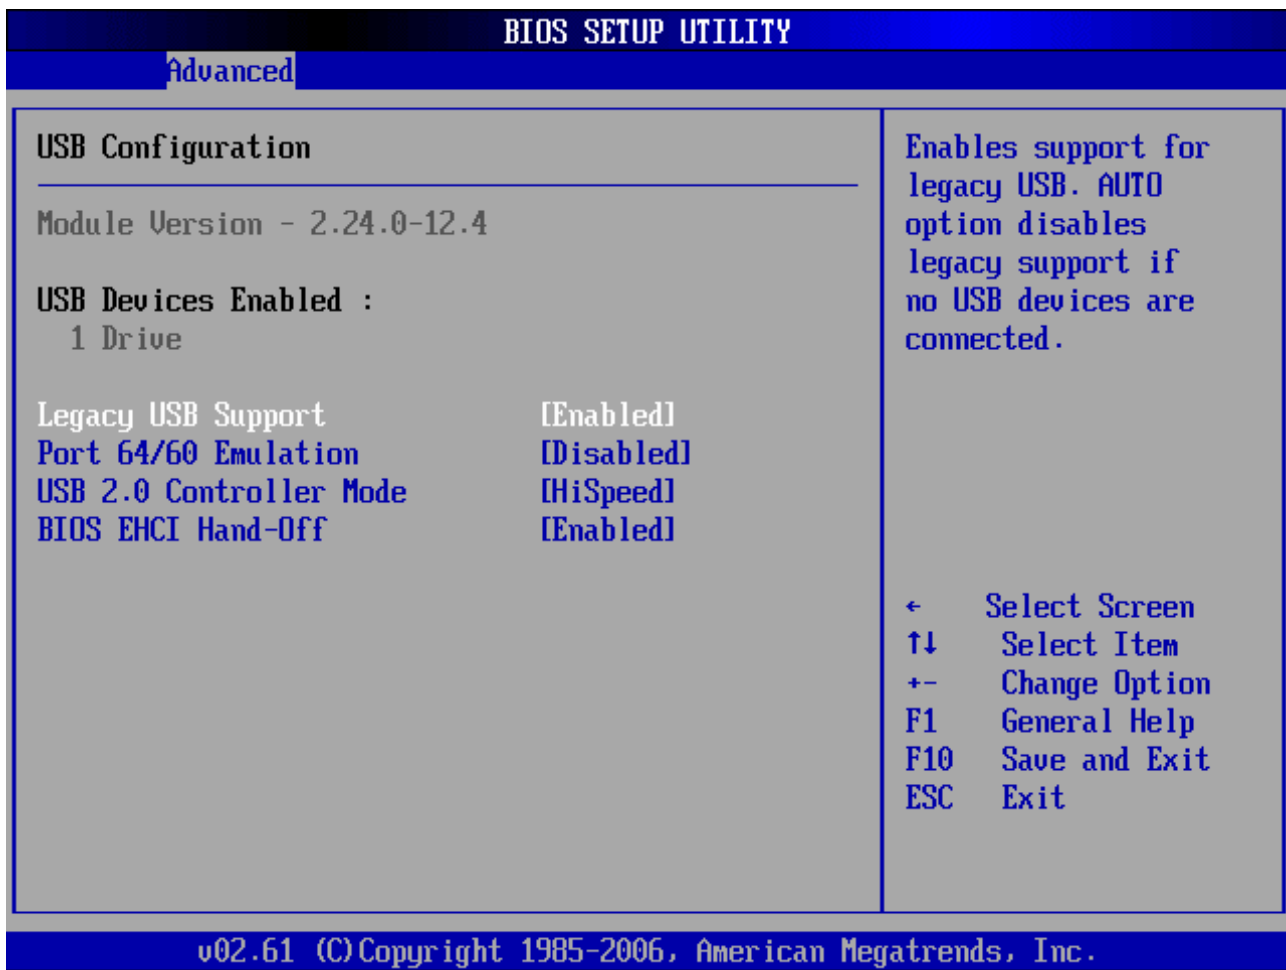 BIOS SETUP UTILITY
Advanced
USB Configuration
Module Version - 2.24.0-12.4
USB Devices Enabled :
1 Drive
Legacy USB Support [Enabled]
Port 64/60 Emulation [Disabled]
USB 2.0 Controller Mode [HiSpeed]
BIOS EHCI Hand-Off [Enabled]
Enables support for
legacy USB. AUTO
option disables
legacy support if
no USB devices are
connected.
← Select Screen
↑↓ Select Item
+- Change Option
F1 General Help
F10 Save and Exit
ESC Exit
v02.61 (C)Copyright 1985-2006, American Megatrends, Inc.